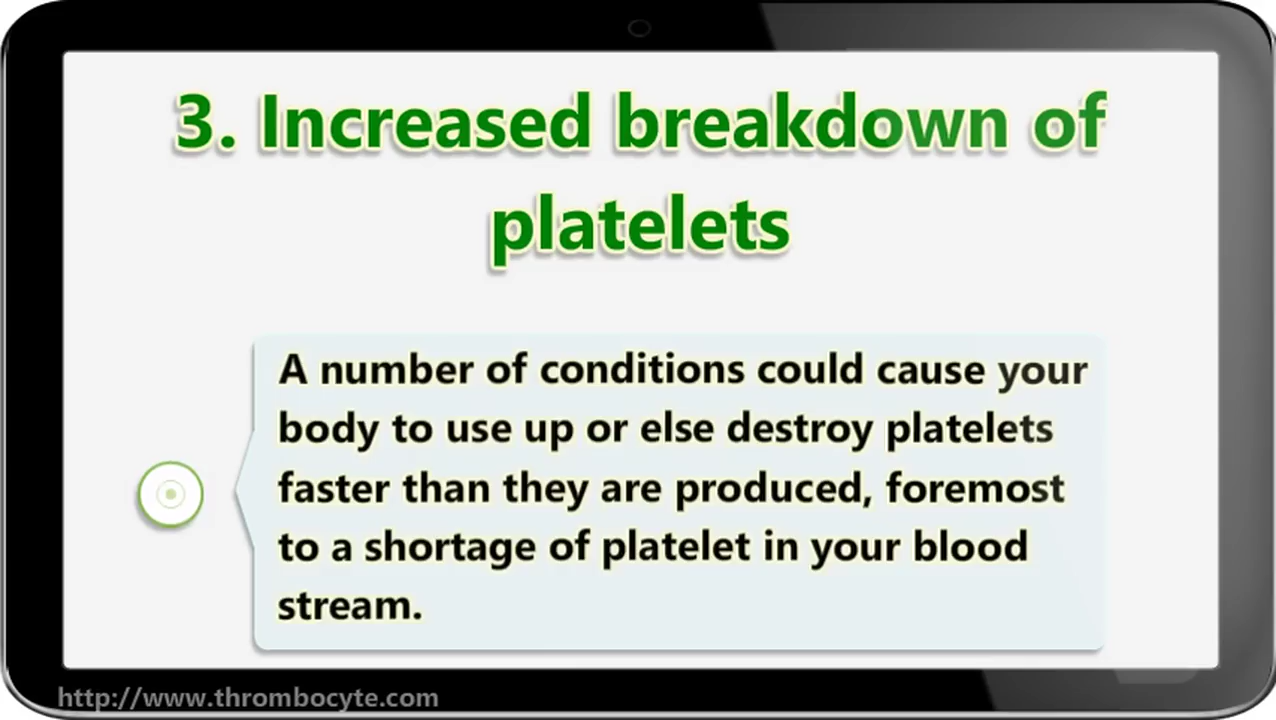 3. Increased breakdown of
platelets
A number of conditions could cause your
body to use up or else destroy platelets
faster than they are produced, foremost
to a shortage of platelet in your blood
stream.
http://www.thrombocyte.com